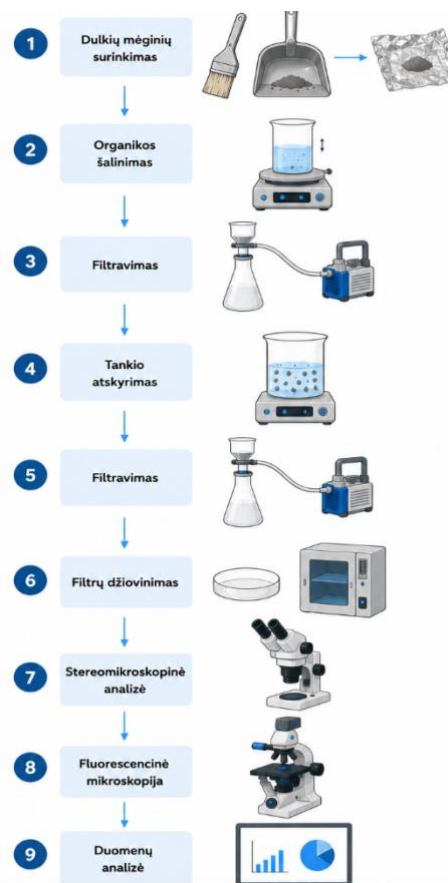 1
Dulkių mėginių
surinkimas
2
Organikos
šalinimas
3
Filtravimas
4
Tankio
atskyrimas
5
Filtravimas
6
Filtrų džiovinimas
7
Stereomikroskopinė
analizė
8
Fluorescencinė
mikroskopija
9
Duomenų
analizė